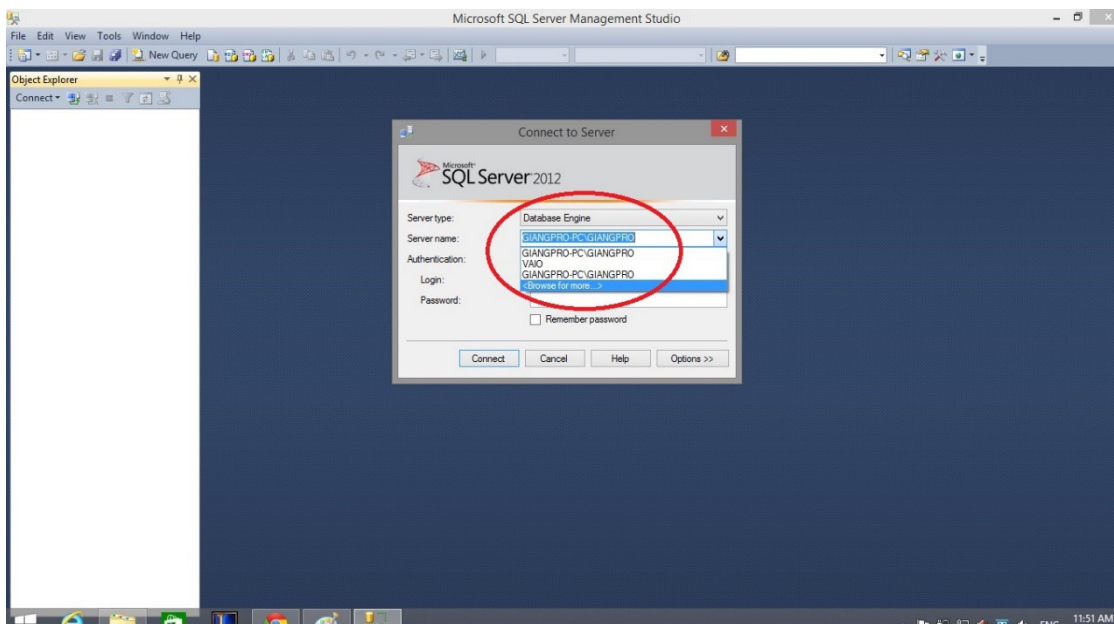 Microsoft SQL Server Management Studio
File Edit View Tools Window Help
New Query
Object Explorer
Connect
Connect to Server
Microsoft
SQL Server 2012
Server type: Database Engine
Server name: GIANGPRO-PC\GIANGPRO
GIANGPRO-PC\GIANGPRO
Authentication:
VAIO
GIANGPRO-PC\GIANGPRO
Login:
<Browse for more...>
Password:
Remember password
Connect Cancel Help Options >>
ENG 11:51 AM